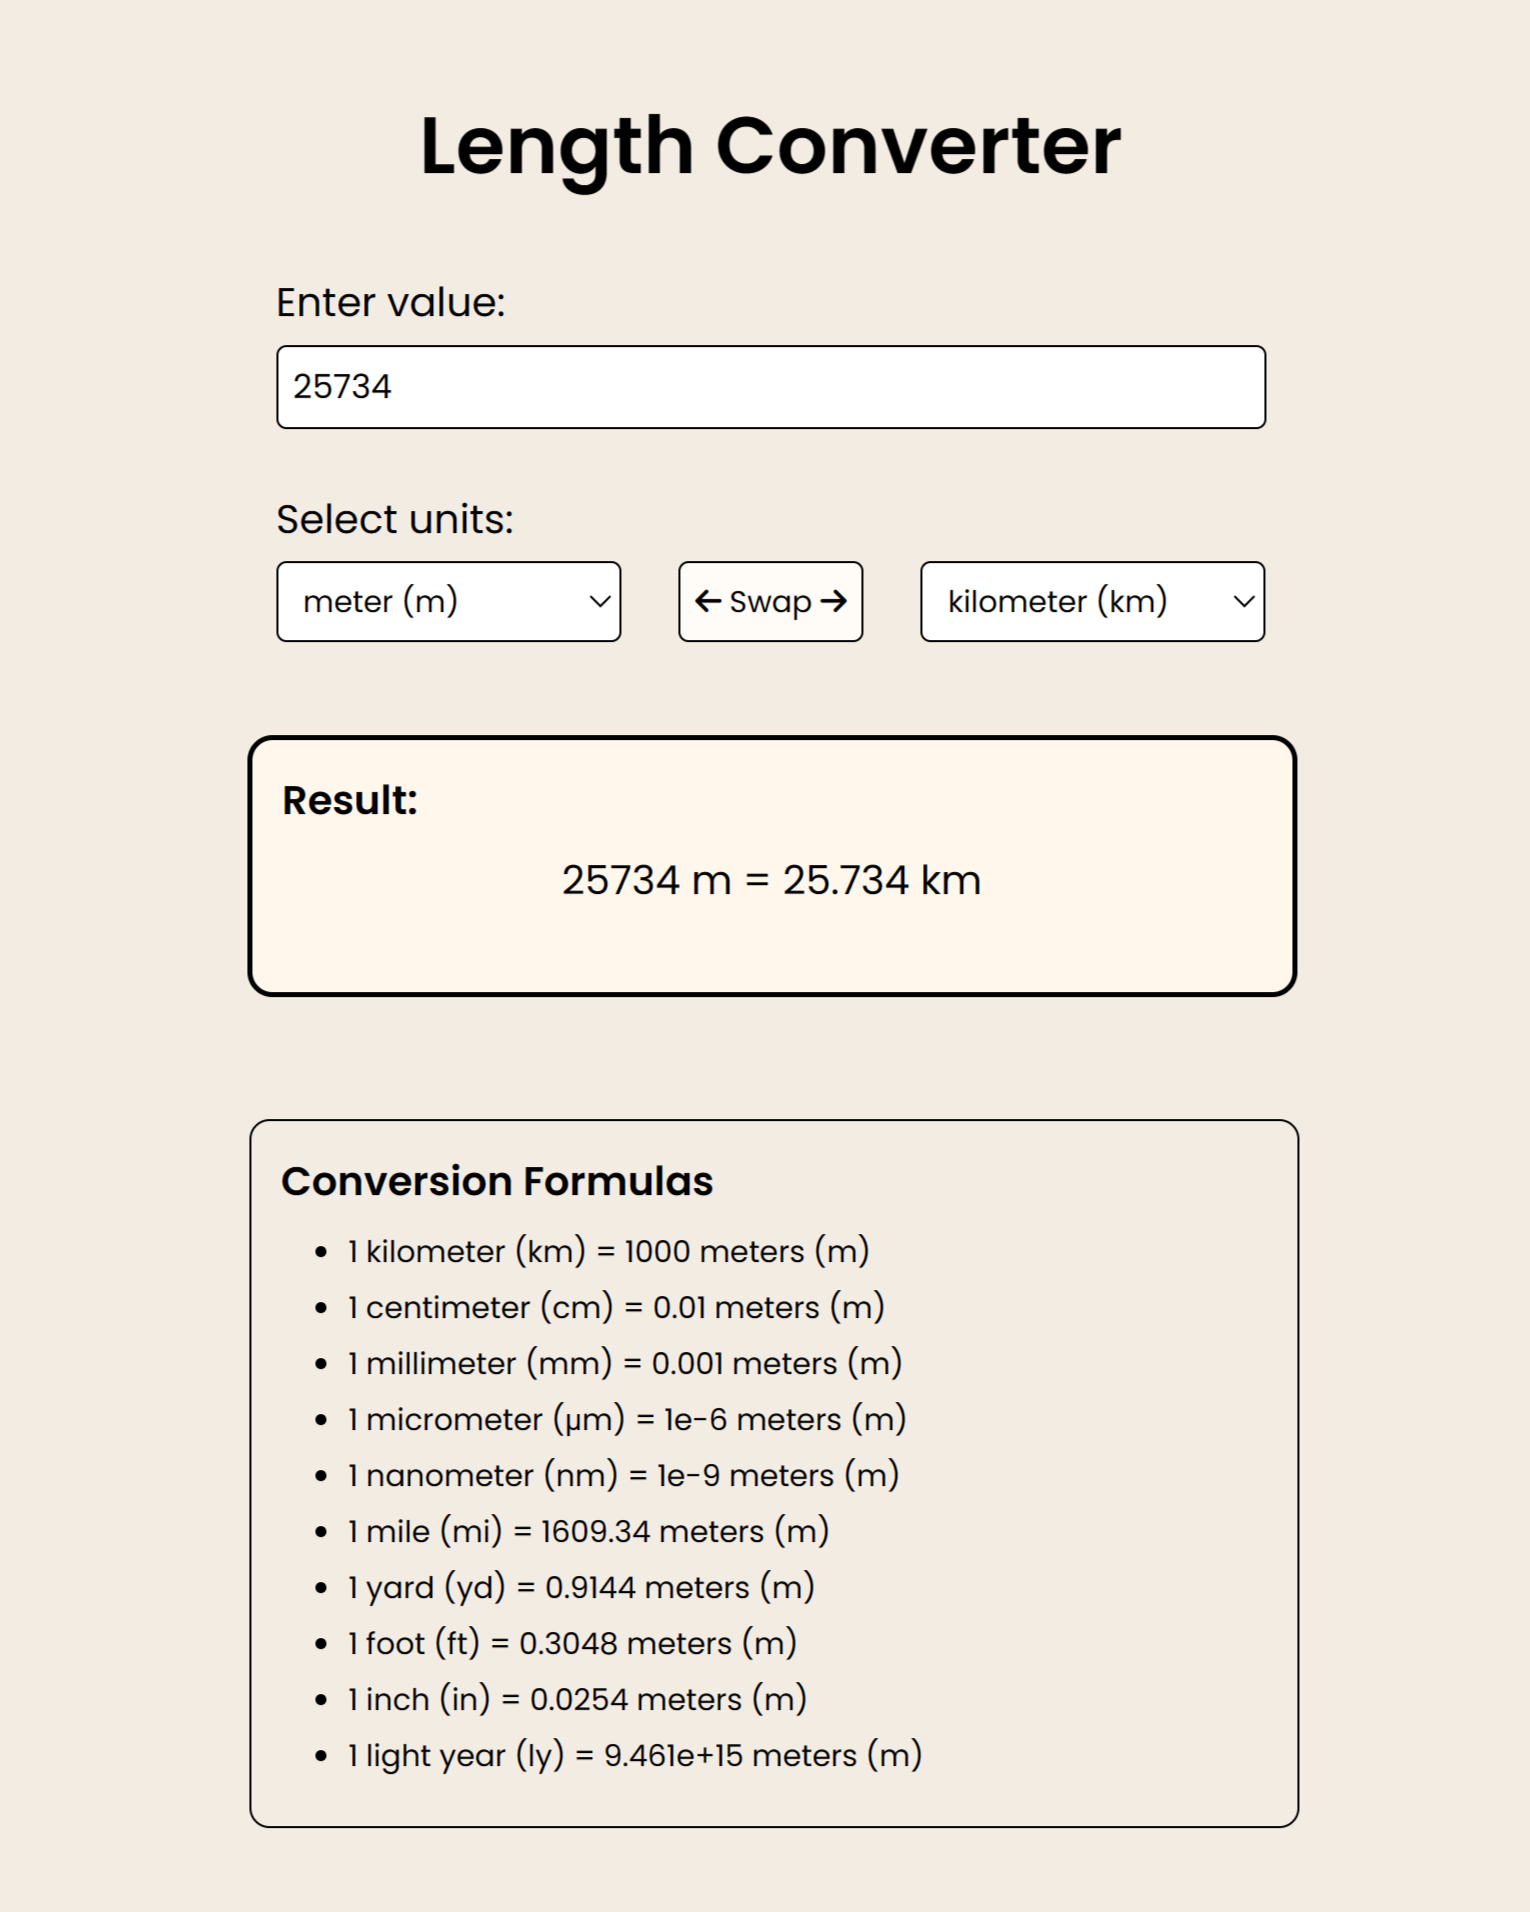 Length Converter
Enter value:
25734
Select units:
meter (m)
← Swap →
kilometer (km)
Result:
25734 m = 25.734 km
Conversion Formulas
• 1 kilometer (km) = 1000 meters (m)
• 1 centimeter (cm) = 0.01 meters (m)
• 1 millimeter (mm) = 0.001 meters (m)
• 1 micrometer (μm) = 1e-6 meters (m)
• 1 nanometer (nm) = 1e-9 meters (m)
• 1 mile (mi) = 1609.34 meters (m)
• 1 yard (yd) = 0.9144 meters (m)
• 1 foot (ft) = 0.3048 meters (m)
• 1 inch (in) = 0.0254 meters (m)
• 1 light year (ly) = 9.461e+15 meters (m)